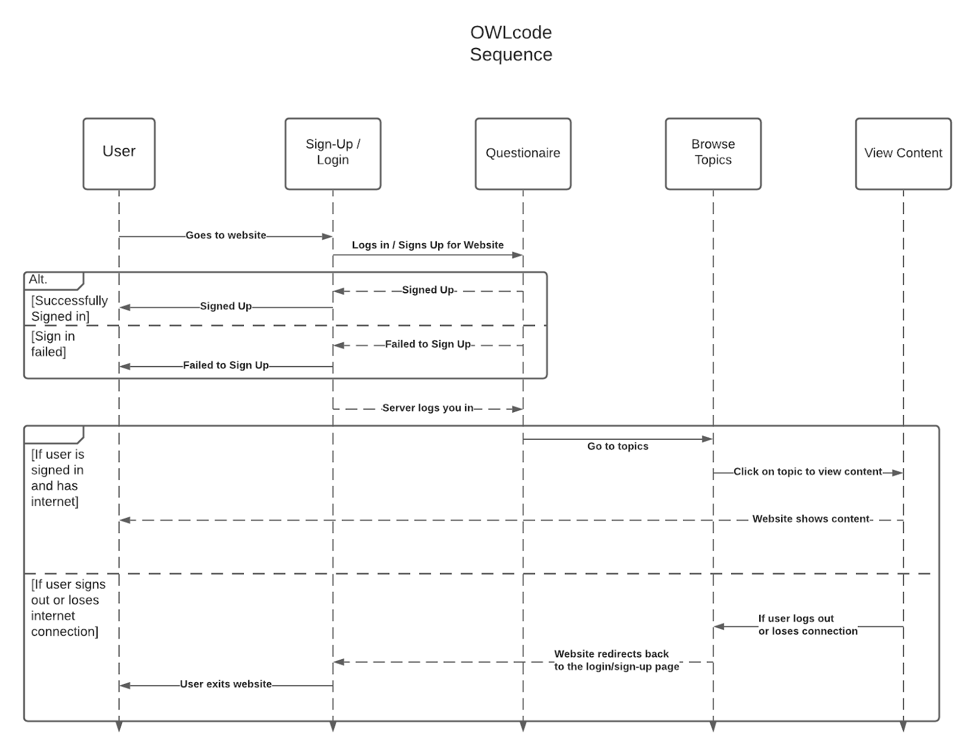 OWLcode
Sequence
User
Sign-Up /
Login
Questionaire
Browse
Topics
View Content
Goes to website
Logs in / Signs Up for Website
Alt.
[Successfully
Signed in]
Signed Up
Signed Up
[Sign in
failed]
Failed to Sign Up
Failed to Sign Up
Server logs you in
[If user is
signed in
and has
internet]
Go to topics
Click on topic to view content
Website shows content
[If user signs
out or loses
internet
connection]
If user logs out
or loses connection
Website redirects back
to the login/sign-up page
User exits website